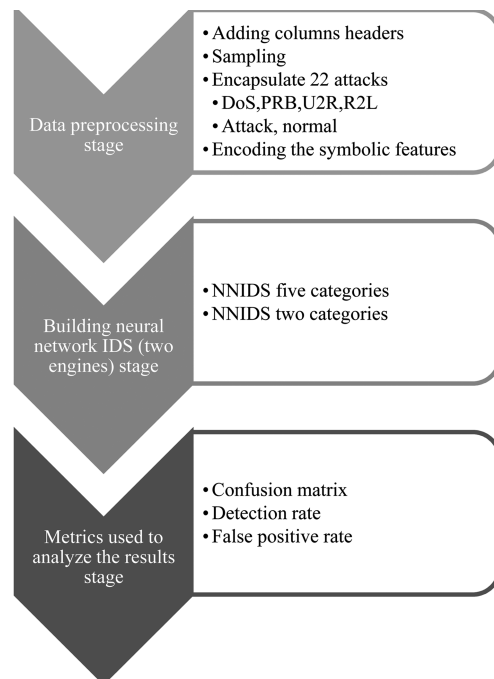 Data preprocessing
stage
• Adding columns headers
• Sampling
• Encapsulate 22 attacks
• DoS,PRB,U2R,R2L
• Attack, normal
• Encoding the symbolic features
Building neural
network IDS (two
engines) stage
• NNIDS five categories
• NNIDS two categories
Metrics used to
analyze the results
stage
• Confusion matrix
• Detection rate
• False positive rate